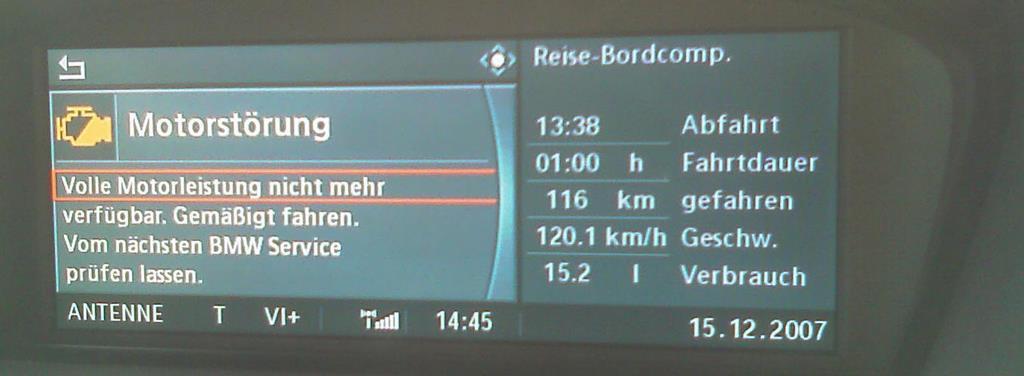 Motorstörung
Volle Motorleistung nicht mehr
verfügbar. Gemäßigt fahren.
Vom nächsten BMW Service
prüfen lassen.
Reise-Bordcomp.
13:38 Abfahrt
01:00 h Fahrtdauer
116 km gefahren
120.1 km/h Geschw.
15.2 l Verbrauch
ANTENNE T VI+ 14:45 15.12.2007